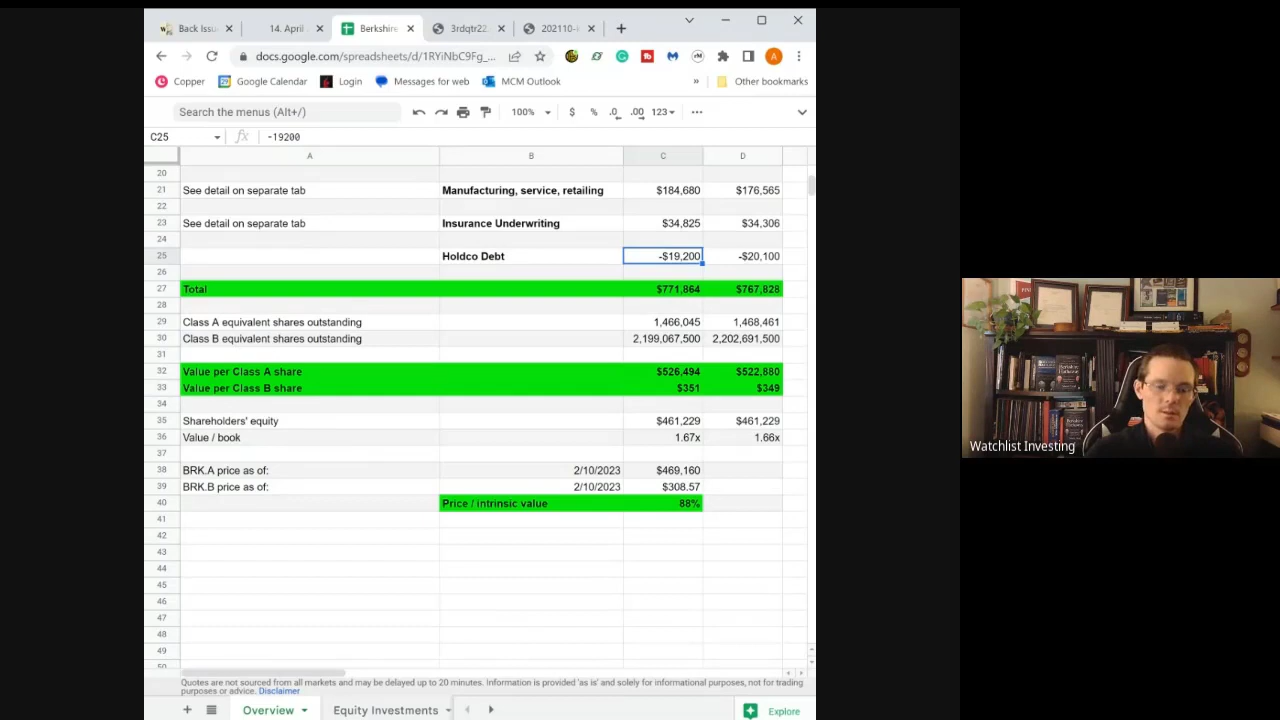 Back Issu
14. April
Berkshire
3rdqtr22.
202110-
docs.google.com/spreadsheets/d/1RYiNbC9Fg_...
Copper Google Calendar Login Messages for web MCM Outlook » Other bookmarks
Search the menus (Alt+/) 100% $ % .0 .00 123
C25 fx -19200
A B C D
20
21 See detail on separate tab Manufacturing, service, retailing $184,680 $176,565
22
23 See detail on separate tab Insurance Underwriting $34,825 $34,306
24
25 Holdco Debt -$19,200 -$20,100
26
27 Total $771,864 $767,828
28
29 Class A equivalent shares outstanding 1,466,045 1,468,461
30 Class B equivalent shares outstanding 2,199,067,500 2,202,691,500
31
32 Value per Class A share $526,494 $522,880
33 Value per Class B share $351 $349
34
35 Shareholders' equity $461,229 $461,229
36 Value / book 1.67x 1.66x
37
38 BRK.A price as of: 2/10/2023 $469,160
39 BRK.B price as of: 2/10/2023 $308.57
40 Price / intrinsic value 88%
41
42
43
44
45
46
47
48
49
50
Quotes are not sourced from all markets and may be delayed up to 20 minutes. Information is provided 'as is' and solely for informational purposes, not for trading
purposes or advice. Disclaimer
Overview Equity Investments Explore
Watchlist Investing